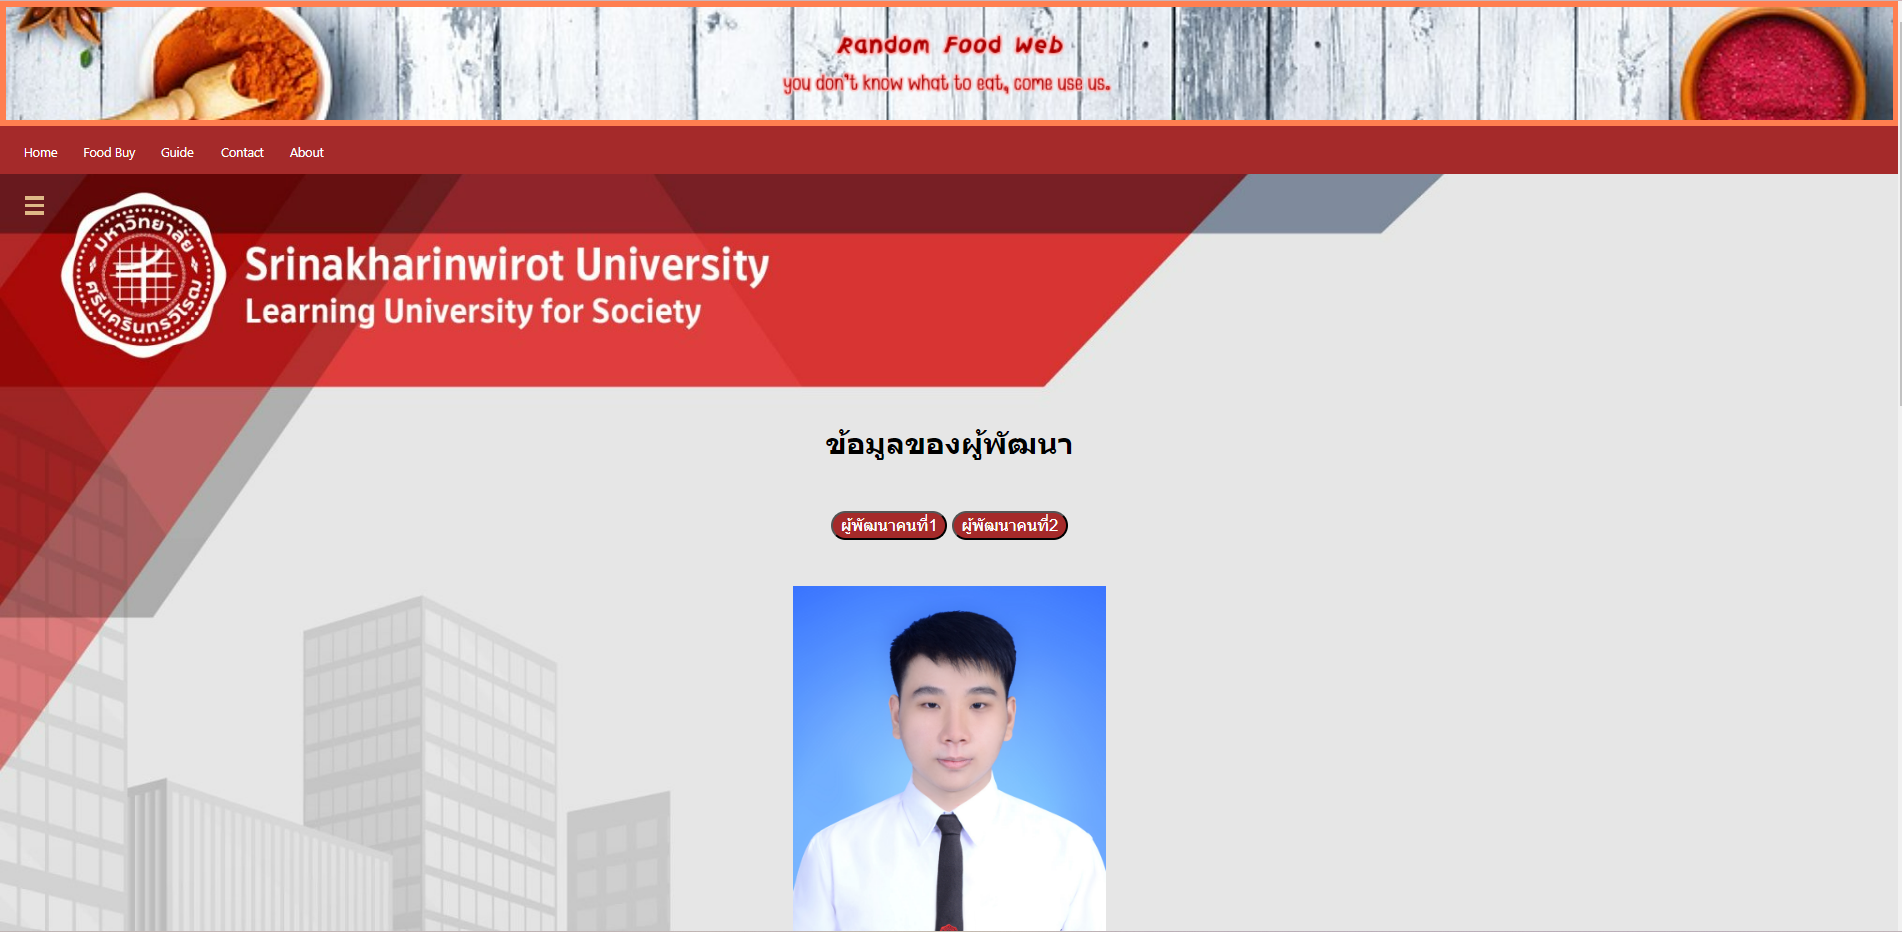 Random Food Web
you don't know what to eat, come use us.
Home Food Buy Guide Contact About
มหาวิทยาลัย
ศรีนครินทรวิโรฒ
Srinakharinwirot University
Learning University for Society
ข้อมูลของผู้พัฒนา
ผู้พัฒนาคนที่1 ผู้พัฒนาคนที่2